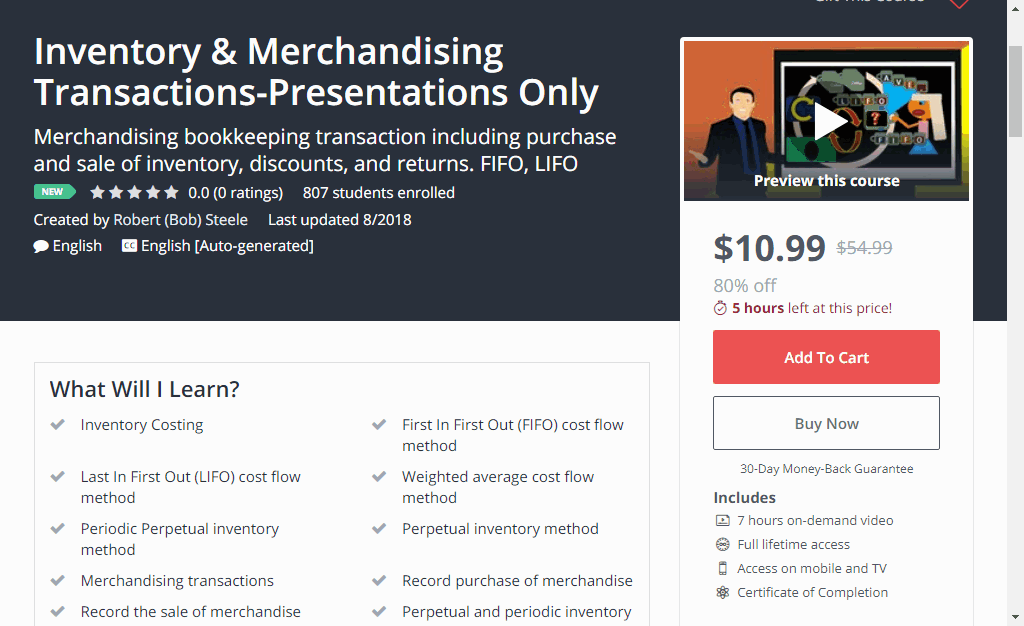 Gift This Course
Inventory & Merchandising
Transactions-Presentations Only
Merchandising bookkeeping transaction including purchase
and sale of inventory, discounts, and returns. FIFO, LIFO
NEW 0.0 (0 ratings) 807 students enrolled
Created by Robert (Bob) Steele Last updated 8/2018
English CC English [Auto-generated]
Preview this course
$10.99 $54.99
80% off
5 hours left at this price!
Add To Cart
Buy Now
30-Day Money-Back Guarantee
Includes
7 hours on-demand video
Full lifetime access
Access on mobile and TV
Certificate of Completion
What Will I Learn?
Inventory Costing
First In First Out (FIFO) cost flow
method
Last In First Out (LIFO) cost flow
method
Weighted average cost flow
method
Periodic Perpetual inventory
method
Perpetual inventory method
Merchandising transactions
Record purchase of merchandise
Record the sale of merchandise
Perpetual and periodic inventory